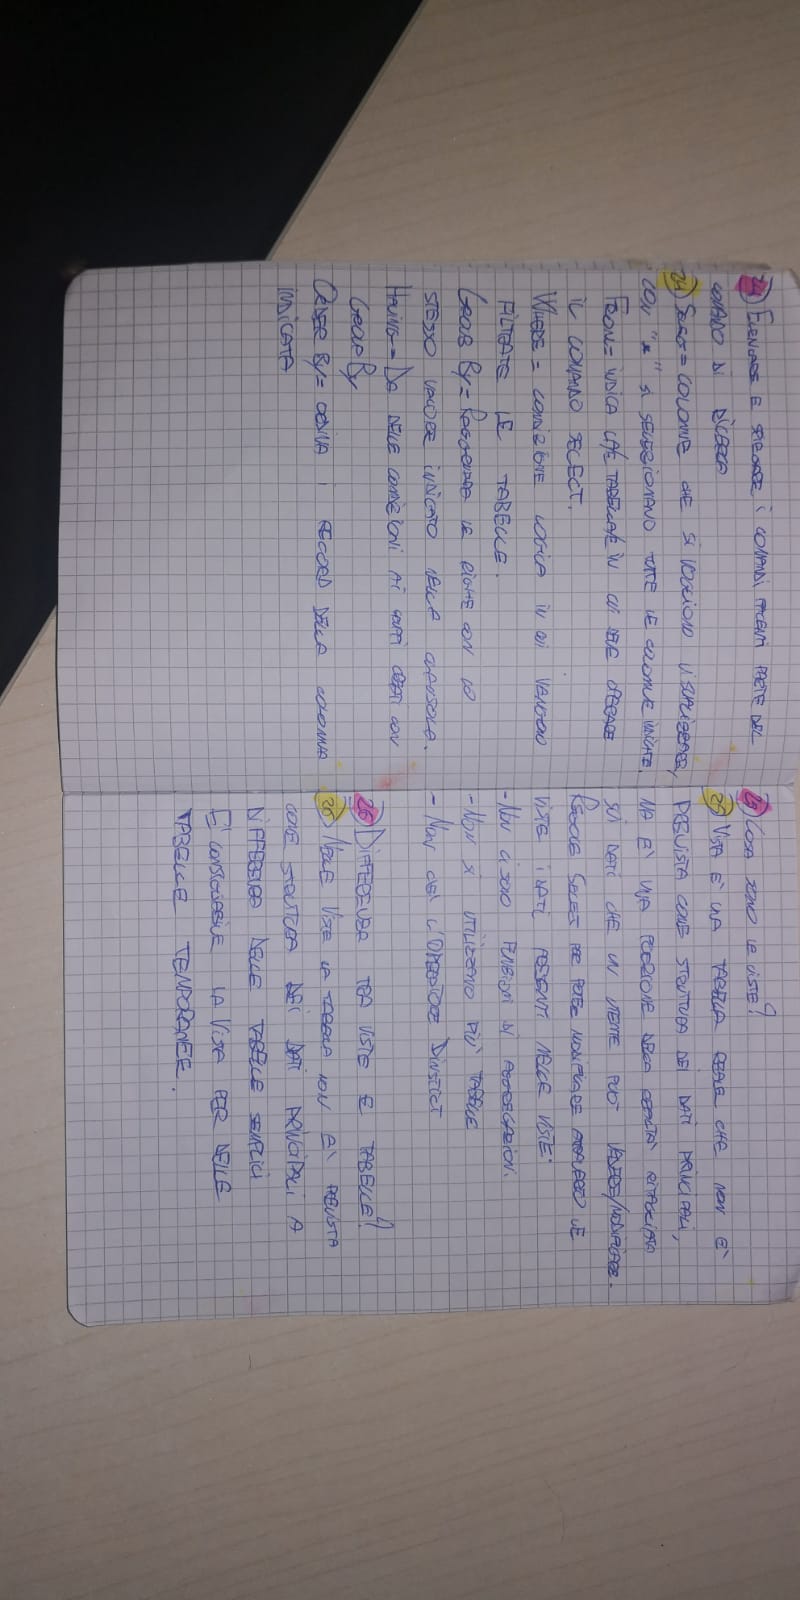 24) ELENCARE E SPIEGARE i COMANDI FACENTI PARTE DEL
COMANDO DI RICERCA
24) SELECT = COLONNE CHE SI VOGLIONO VISUALIZZARE,
CON "*" SI SELEZIONANO TUTTE LE COLONNE INDICATE.
FROM = INDICA LA/E TABELLA/E IN CUI DEVE OPERARE
IL COMANDO SELECT.
WHERE = CONDIZIONE LOGICA IN CUI VENGONO
FILTRATE LE TABELLE.
GROUP By = RAGGRUPPA LE RIGHE CON LO
STESSO VALORE INDICATO NELLA CLAUSOLA.
HAVING = DA DELLE CONDIZIONI AI GRUPPI CREATI CON
GROUP By
ORDER By = ORDINA i RECORD DELLA COLONNA
INDICATA
25) COSA SONO LE VISTE?
25) VISTA E' UNA TABELLA REALE CHE NON E'
PREVISTA COME STRUTTURA DEI DATI PRINCIPALI,
MA E' UNA PORZIONE DELLA REALTA' RITAGLIATA
SUI DATI CHE UN UTENTE PUO' VEDERE/MODIFICARE.
REGOLE SELECT PER POTER MODIFICARE ATTRAVERSO LE
VISTE i DATI PRESENTI NELLE VISTE:
- NON CI SONO FUNZIONI DI AGGREGAZION.
- NON SI UTILIZZANO PIU' TABELLE
- NON L'OPERATORE DINSTICT
26) DIFFERENZA TRA VISTE E TABELLE?
26) NELLE VISTE LA TABELLA NON E' PREVISTA
COME STRUTTURA DEI DATI PRINCIPALI A
DIFFERENZA DELLE TABELLE SEMPLICI
E' CONSIGLIABILE LA VISTA PER DELLE
TABELLE TEMPORANEE.